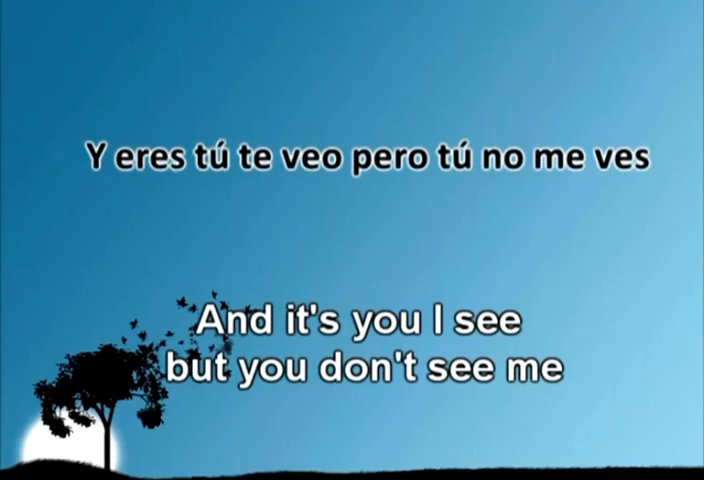 Y eres tú te veo pero tú no me ves
And it's you I see
but you don't see me